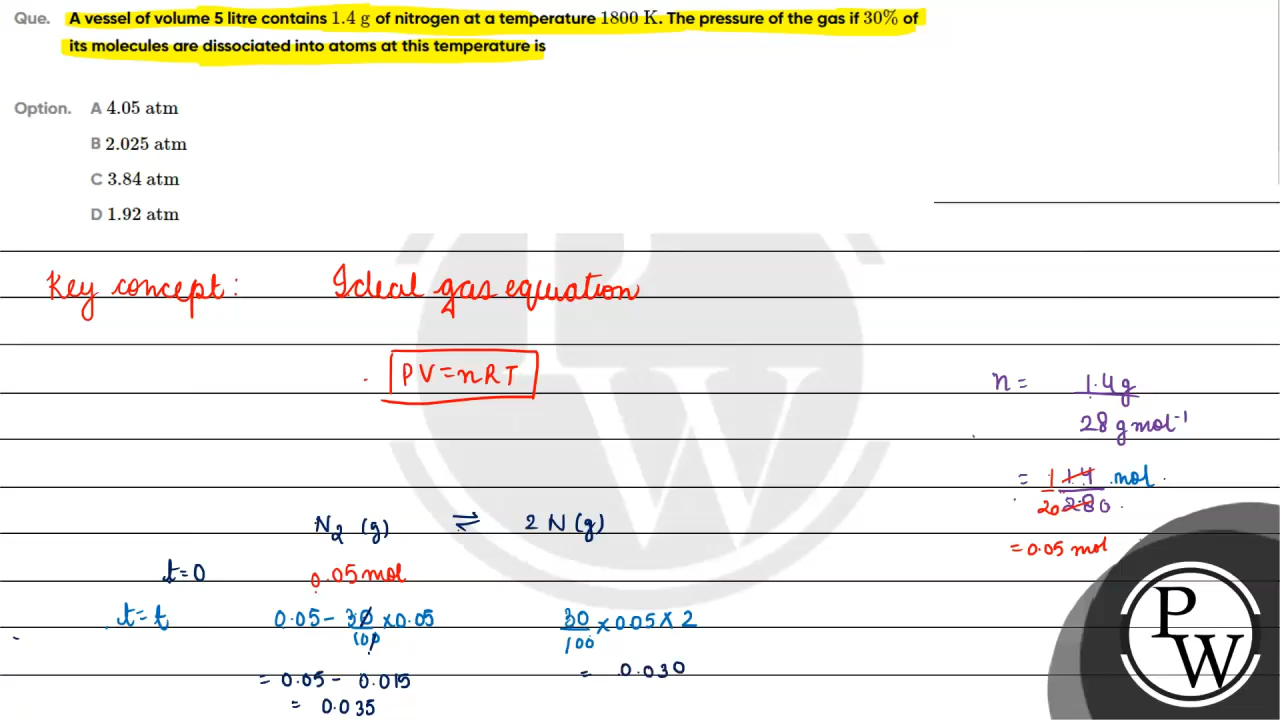 Que. A vessel of volume 5 litre contains 1.4 g of nitrogen at a temperature 1800 K. The pressure of the gas if 30% of
its molecules are dissociated into atoms at this temperature is
Option. A 4.05 atm
B 2.025 atm
C 3.84 atm
D 1.92 atm
Key concept: Ideal gas equation
PV=nRT
n = 1.4g / 28 g mol⁻¹
= 1 14 / 20 280 mol
= 0.05 mol
N₂ (g) ⇌ 2 N (g)
t=0 0.05 mol
t=t 0.05 - 30/100 × 0.05 30/100 × 0.05 × 2
= 0.05 - 0.015 = 0.030
= 0.035
P
W